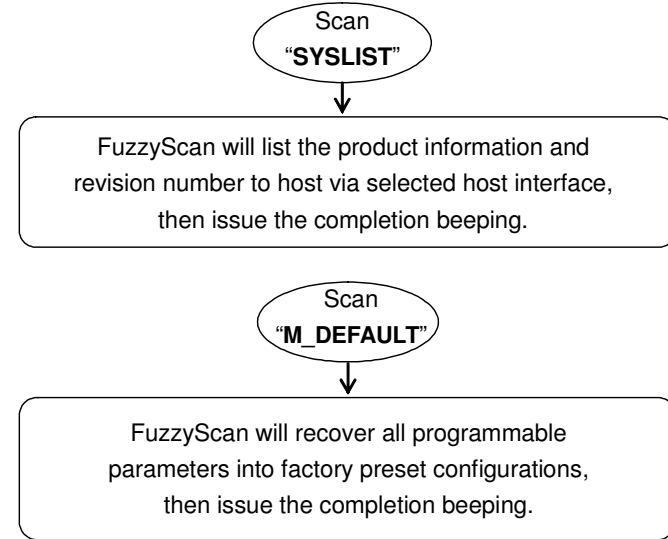 Scan
“SYSLIST”
FuzzyScan will list the product information and
revision number to host via selected host interface,
then issue the completion beeping.
Scan
“M_DEFAULT”
FuzzyScan will recover all programmable
parameters into factory preset configurations,
then issue the completion beeping.